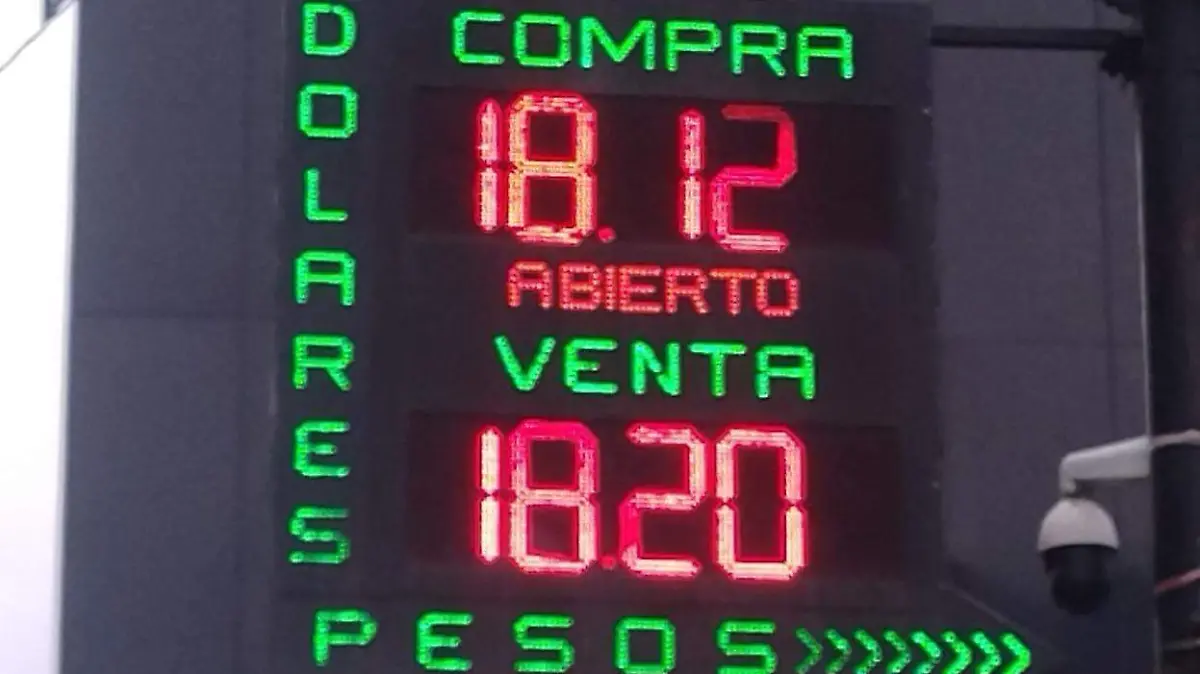 DOLARES
COMPRA
18.12
ABIERTO
VENTA
18.20
PESOS